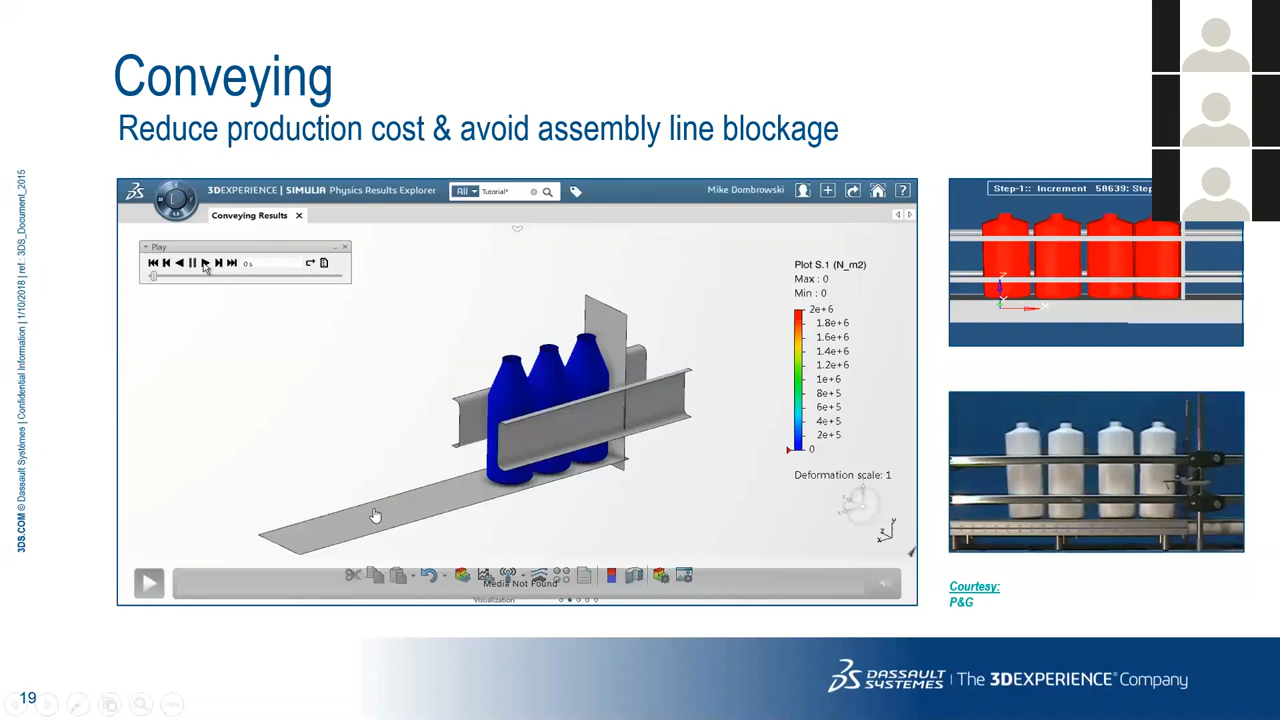 Conveying
Reduce production cost & avoid assembly line blockage
3DS.COM © Dassault Systèmes | Confidential Information | 1/10/2018 | ref.: 3DS_Document_2015
3DEXPERIENCE | SIMULIA Physics Results Explorer
All
Tutorial*
Mike Dombrowski
Conveying Results
Play
0 s
Plot S.1 (N_m2)
Max : 0
Min : 0
2e+6
1.8e+6
1.6e+6
1.4e+6
1.2e+6
1e+6
8e+5
6e+5
4e+5
2e+5
0
Deformation scale: 1
Media Not Found
Visualization
Step-1:: Increment 58639: Step
Courtesy:
P&G
19
DASSAULT SYSTEMES | The 3DEXPERIENCE® Company